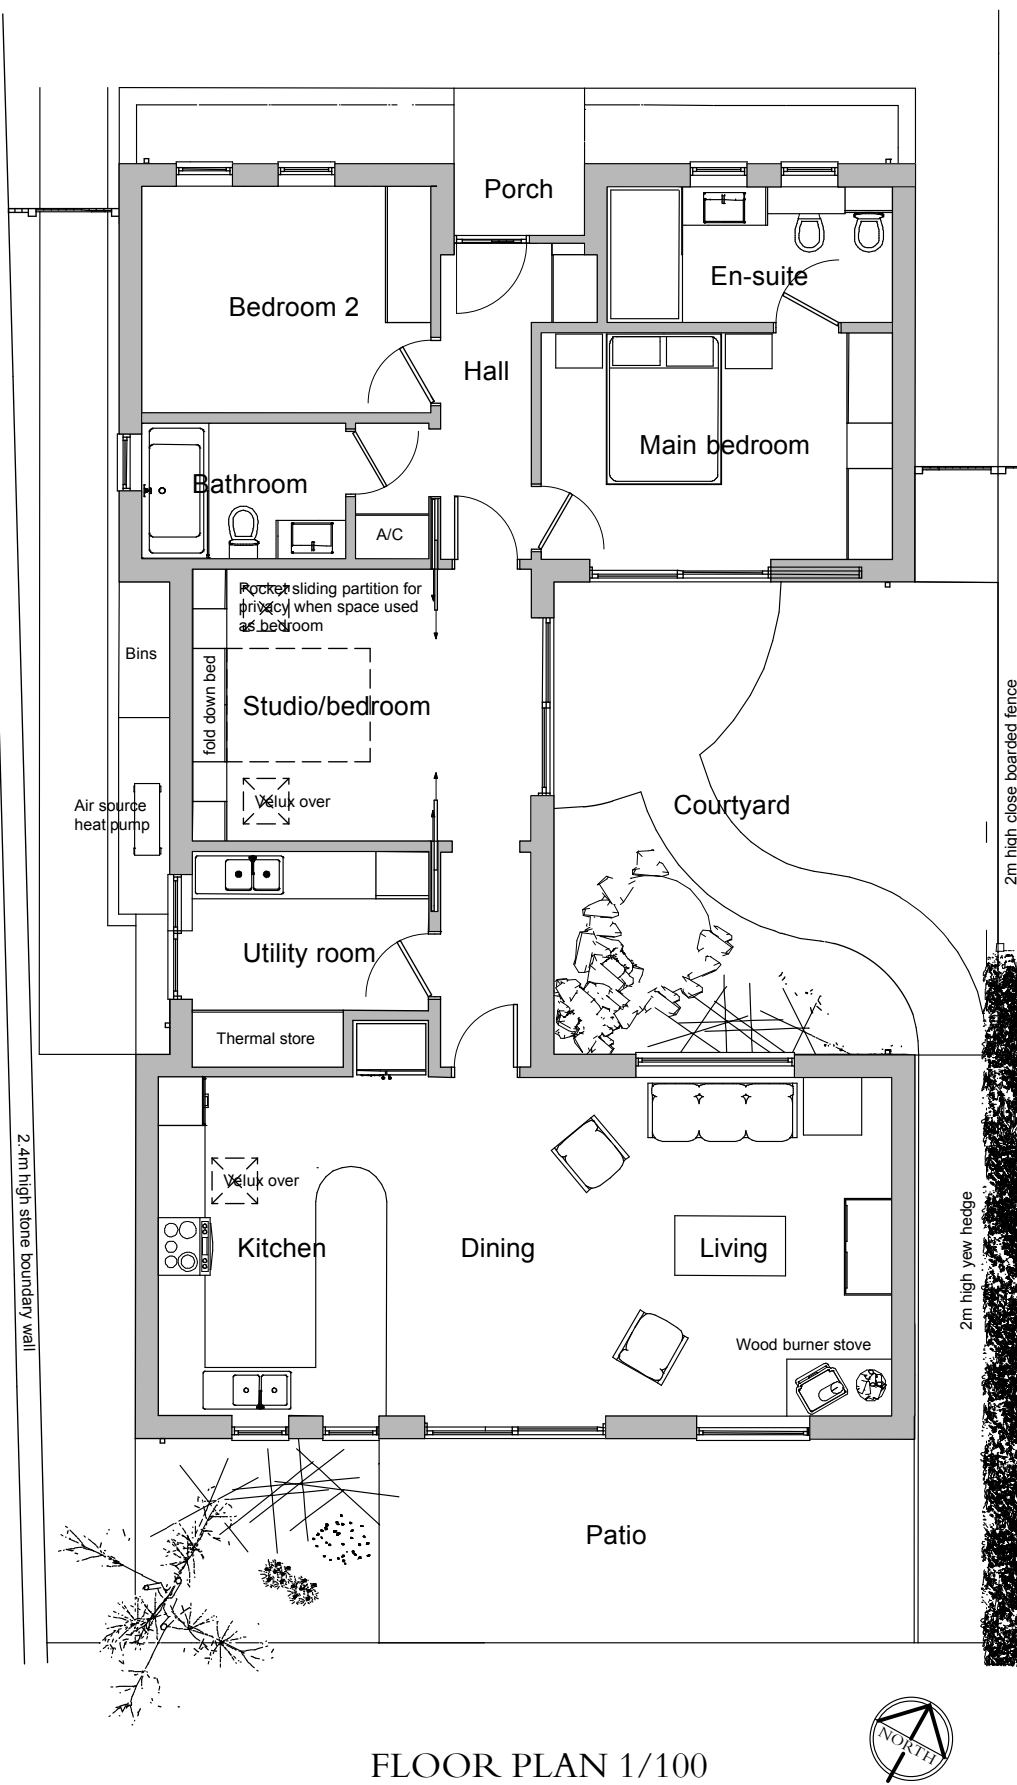 Porch
En-suite
Bedroom 2
Hall
Main bedroom
Bathroom
A/C
Pocket sliding partition for
privacy when space used
as bedroom
Bins
fold down bed
Studio/bedroom
2m high close boarded fence
Velux over
Courtyard
Air source
heat pump
Utility room
Thermal store
2.4m high stone boundary wall
Velux over
Kitchen
Dining
Living
2m high yew hedge
Wood burner stove
Patio
NORTH
FLOOR PLAN 1/100